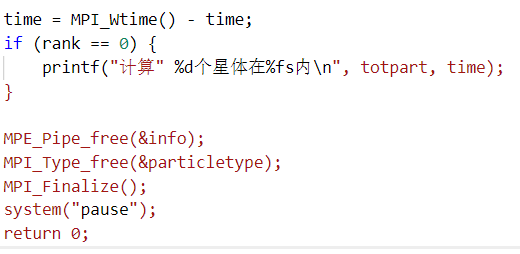 time = MPI_Wtime() - time;
if (rank == 0) {
printf("计算" %d个星体在%fs内\n", totpart, time);
}
MPE_Pipe_free(&info);
MPI_Type_free(&particletype);
MPI_Finalize();
system("pause");
return 0;